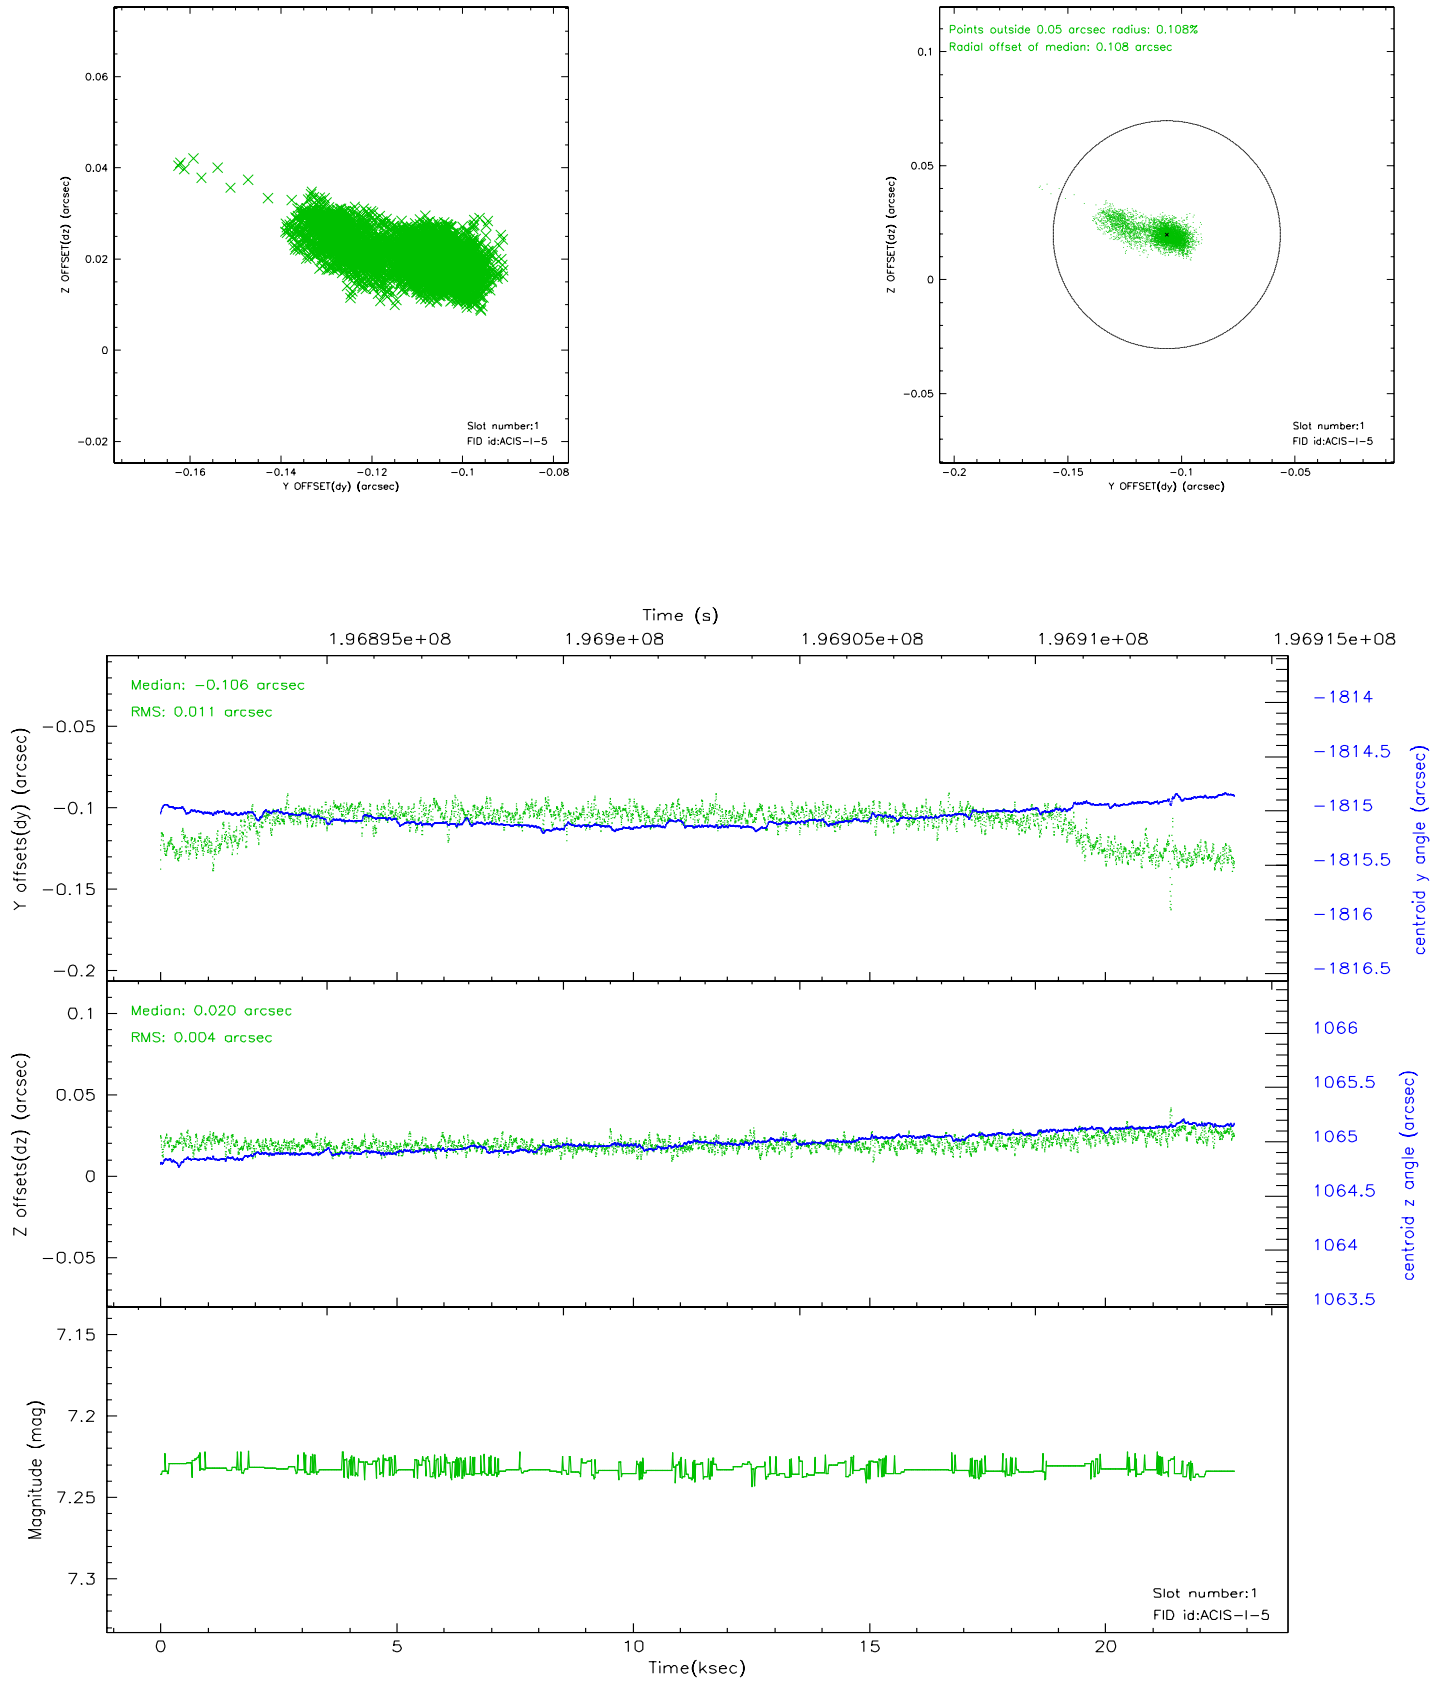 0.06
0.04
0.02
0
-0.02
Z OFFSET(dz) (arcsec)
Slot number:1
FID id:ACIS-I-5
-0.16 -0.14 -0.12 -0.1 -0.08
Y OFFSET(dy) (arcsec)
Points outside 0.05 arcsec radius: 0.108%
Radial offset of median: 0.108 arcsec
0.1
0.05
0
-0.05
Z OFFSET(dz) (arcsec)
Slot number:1
FID id:ACIS-I-5
-0.2 -0.15 -0.1 -0.05
Y OFFSET(dy) (arcsec)
Time (s)
1.96895e+08 1.969e+08 1.96905e+08 1.9691e+08 1.96915e+08
Median: -0.106 arcsec
RMS: 0.011 arcsec
-0.05
-0.1
-0.15
-0.2
Y offsets(dy) (arcsec)
-1814
-1814.5
-1815
-1815.5
-1816
-1816.5
centroid y angle (arcsec)
Median: 0.020 arcsec
RMS: 0.004 arcsec
0.1
0.05
0
-0.05
Z offsets(dz) (arcsec)
1066
1065.5
1065
1064.5
1064
1063.5
centroid z angle (arcsec)
7.15
7.2
7.25
7.3
Magnitude (mag)
Slot number:1
FID id:ACIS-I-5
0 5 10 15 20
Time(ksec)